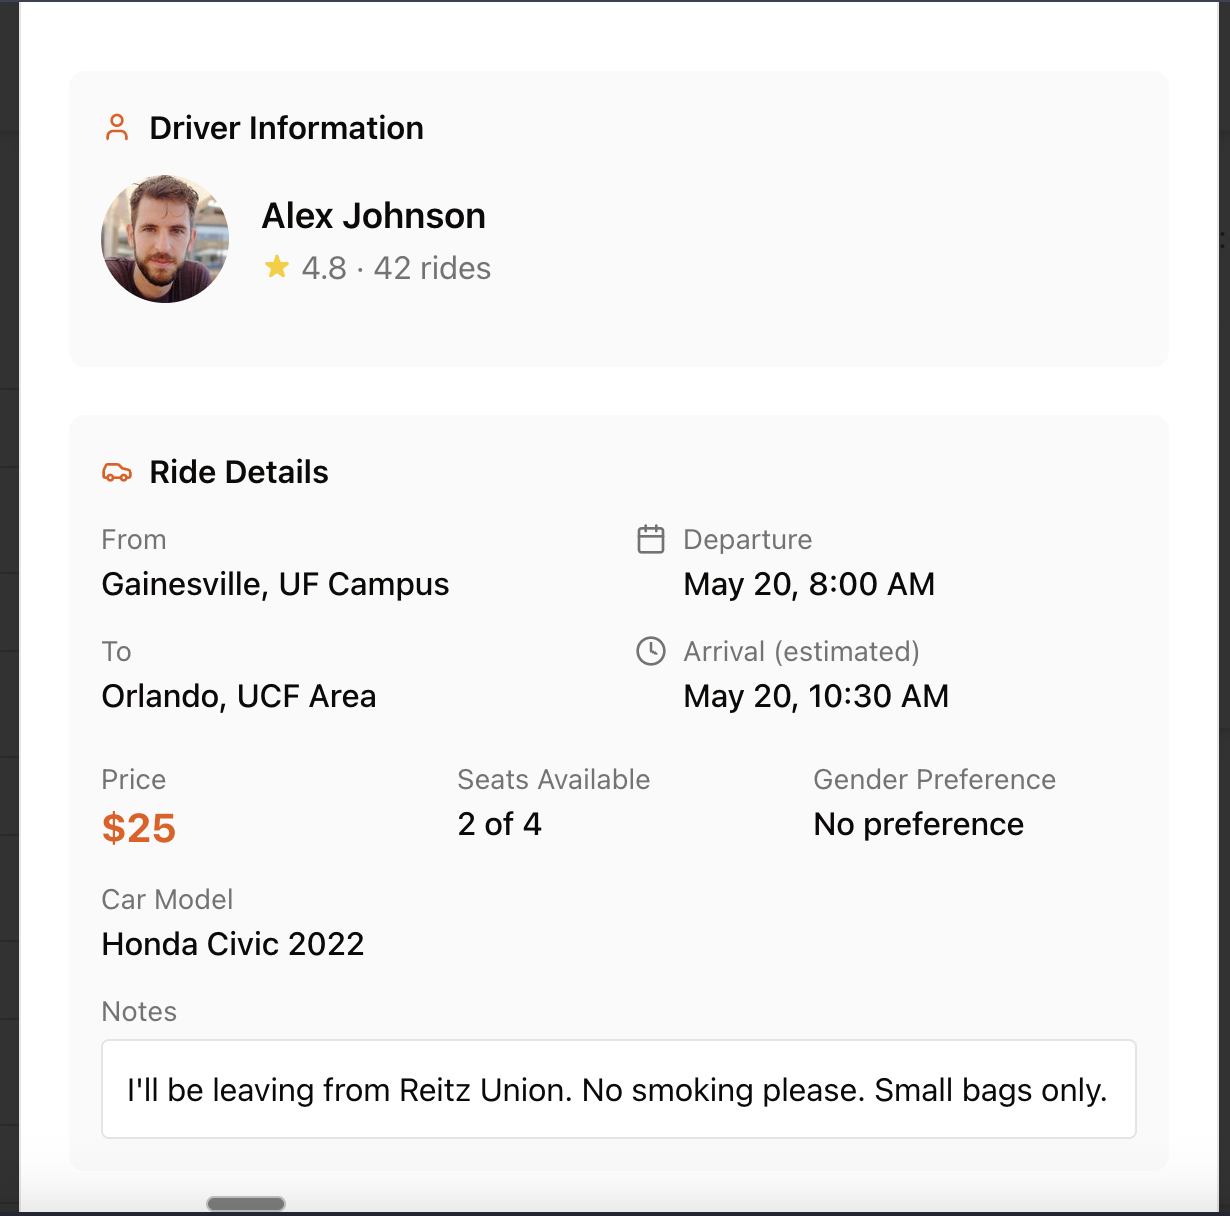 Driver Information
Alex Johnson
4.8 · 42 rides
Ride Details
From
Gainesville, UF Campus
Departure
May 20, 8:00 AM
To
Orlando, UCF Area
Arrival (estimated)
May 20, 10:30 AM
Price
$25
Seats Available
2 of 4
Gender Preference
No preference
Car Model
Honda Civic 2022
Notes
I'll be leaving from Reitz Union. No smoking please. Small bags only.